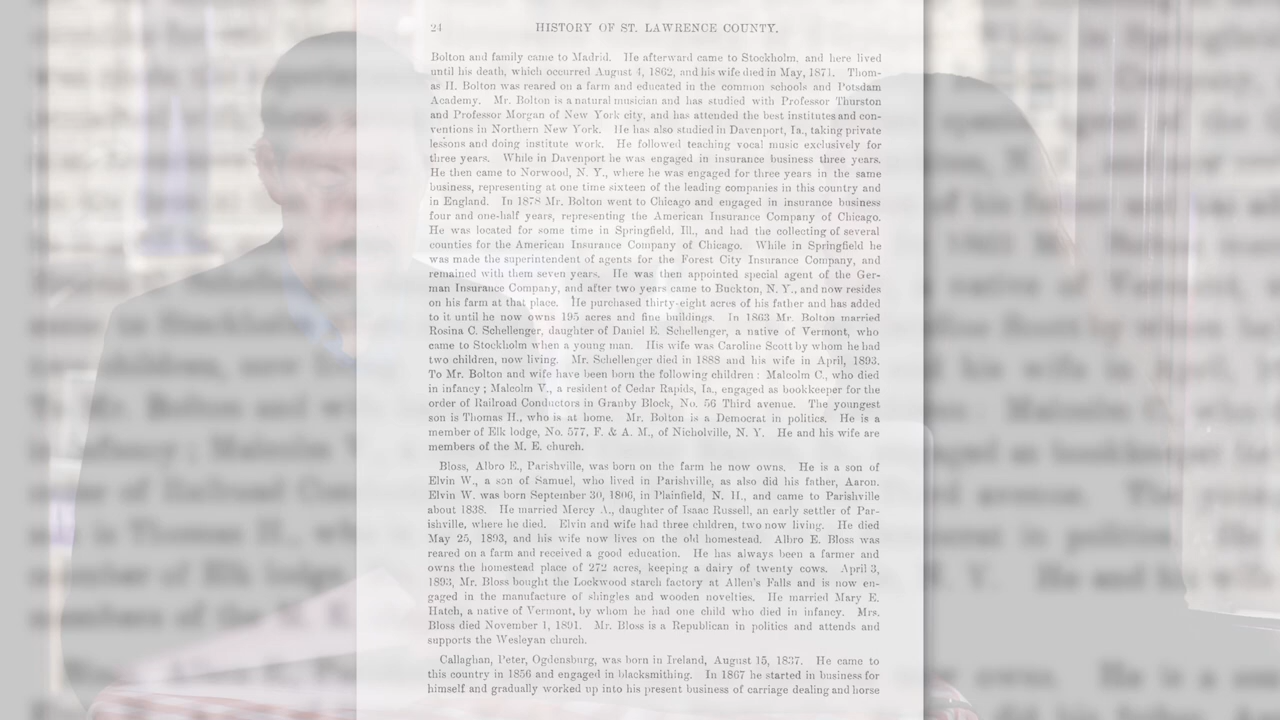 24 HISTORY OF ST. LAWRENCE COUNTY.
Bolton and family came to Madrid. He afterward came to Stockholm, and here lived
until his death, which occurred August 4, 1862, and his wife died in May, 1871. Thom-
as H. Bolton was reared on a farm and educated in the common schools and Potsdam
Academy. Mr. Bolton is a natural musician and has studied with Professor Thurston
and Professor Morgan of New York city, and has attended the best institutes and con-
ventions in Northern New York. He has also studied in Davenport, Ia., taking private
lessons and doing institute work. He followed teaching vocal music exclusively for
three years. While in Davenport he was engaged in insurance business three years.
He then came to Norwood, N. Y., where he was engaged for three years in the same
business, representing at one time sixteen of the leading companies in this country and
in England. In 1878 Mr. Bolton went to Chicago and engaged in insurance business
four and one-half years, representing the American Insurance Company of Chicago.
He was located for some time in Springfield, Ill., and had the collecting of several
counties for the American Insurance Company of Chicago. While in Springfield he
was made the superintendent of agents for the Forest City Insurance Company, and
remained with them seven years. He was then appointed special agent of the Ger-
man Insurance Company, and after two years came to Buckton, N. Y., and now resides
on his farm at that place. He purchased thirty-eight acres of his father and has added
to it until he now owns 195 acres and fine buildings. In 1863 Mr. Bolton married
Rosina C. Schellenger, daughter of Daniel E. Schellenger, a native of Vermont, who
came to Stockholm when a young man. His wife was Caroline Scott by whom he had
two children, now living. Mr. Schellenger died in 1888 and his wife in April, 1893.
To Mr. Bolton and wife have been born the following children : Malcolm C., who died
in infancy ; Malcolm V., a resident of Cedar Rapids, Ia., engaged as bookkeeper for the
order of Railroad Conductors in Granby Block, No. 56 Third avenue. The youngest
son is Thomas H., who is at home. Mr. Bolton is a Democrat in politics. He is a
member of Elk lodge, No. 577, F. & A. M., of Nicholville, N. Y. He and his wife are
members of the M. E. church.
Bloss, Albro E., Parishville, was born on the farm he now owns. He is a son of
Elvin W., a son of Samuel, who lived in Parishville, as also did his father, Aaron.
Elvin W. was born September 30, 1806, in Plainfield, N. H., and came to Parishville
about 1838. He married Mercy A., daughter of Isaac Russell, an early settler of Par-
ishville, where he died. Elvin and wife had three children, two now living. He died
May 25, 1893, and his wife now lives on the old homestead. Albro E. Bloss was
reared on a farm and received a good education. He has always been a farmer and
owns the homestead place of 272 acres, keeping a dairy of twenty cows. April 3,
1893, Mr. Bloss bought the Lockwood starch factory at Allen's Falls and is now en-
gaged in the manufacture of shingles and wooden novelties. He married Mary E.
Hatch, a native of Vermont, by whom he had one child who died in infancy. Mrs.
Bloss died November 1, 1891. Mr. Bloss is a Republican in politics and attends and
supports the Wesleyan church.
Callaghan, Peter, Ogdensburg, was born in Ireland, August 15, 1837. He came to
this country in 1856 and engaged in blacksmithing. In 1867 he started in business for
himself and gradually worked up into his present business of carriage dealing and horse